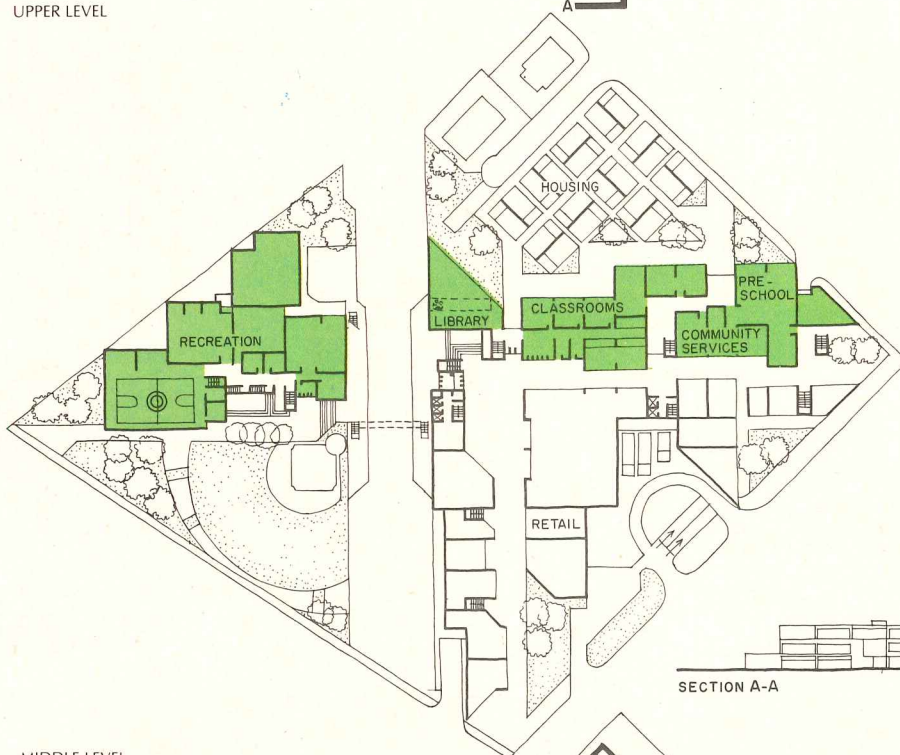 UPPER LEVEL
A
HOUSING
PRE-
SCHOOL
CLASSROOMS
LIBRARY
COMMUNITY
SERVICES
RECREATION
RETAIL
SECTION A-A
MIDDLE LEVEL